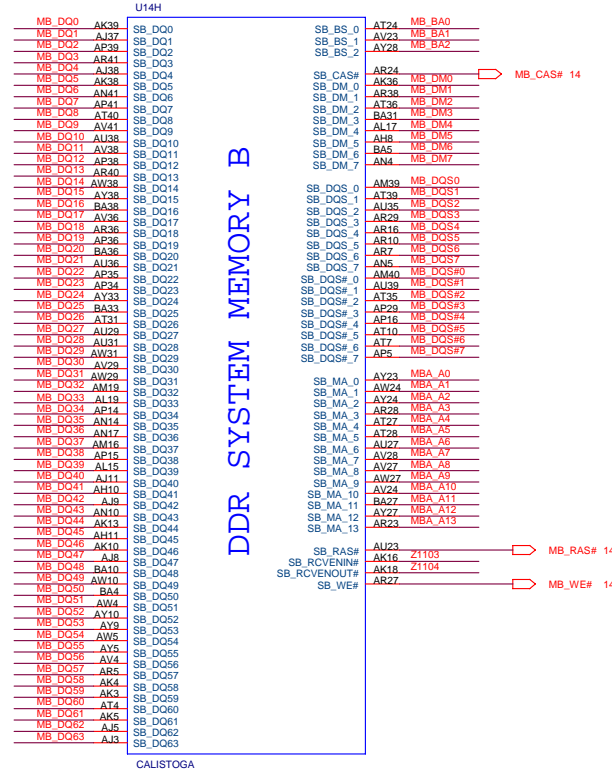 U14H
MB_DQ0 AK39 SB_DQ0
MB_DQ1 AJ37 SB_DQ1
MB_DQ2 AP39 SB_DQ2
MB_DQ3 AR41 SB_DQ3
MB_DQ4 AJ38 SB_DQ4
MB_DQ5 AK38 SB_DQ5
MB_DQ6 AN41 SB_DQ6
MB_DQ7 AP41 SB_DQ7
MB_DQ8 AT40 SB_DQ8
MB_DQ9 AV41 SB_DQ9
MB_DQ10 AU38 SB_DQ10
MB_DQ11 AV38 SB_DQ11
MB_DQ12 AP38 SB_DQ12
MB_DQ13 AR40 SB_DQ13
MB_DQ14 AW38 SB_DQ14
MB_DQ15 AY38 SB_DQ15
MB_DQ16 BA38 SB_DQ16
MB_DQ17 AV36 SB_DQ17
MB_DQ18 AR36 SB_DQ18
MB_DQ19 AP36 SB_DQ19
MB_DQ20 BA36 SB_DQ20
MB_DQ21 AU36 SB_DQ21
MB_DQ22 AP35 SB_DQ22
MB_DQ23 AP34 SB_DQ23
MB_DQ24 AY33 SB_DQ24
MB_DQ25 BA33 SB_DQ25
MB_DQ26 AT31 SB_DQ26
MB_DQ27 AU29 SB_DQ27
MB_DQ28 AU31 SB_DQ28
MB_DQ29 AW31 SB_DQ29
MB_DQ30 AV29 SB_DQ30
MB_DQ31 AW29 SB_DQ31
MB_DQ32 AM19 SB_DQ32
MB_DQ33 AL19 SB_DQ33
MB_DQ34 AP14 SB_DQ34
MB_DQ35 AN14 SB_DQ35
MB_DQ36 AN17 SB_DQ36
MB_DQ37 AM16 SB_DQ37
MB_DQ38 AP15 SB_DQ38
MB_DQ39 AL15 SB_DQ39
MB_DQ40 AJ11 SB_DQ40
MB_DQ41 AH10 SB_DQ41
MB_DQ42 AJ9 SB_DQ42
MB_DQ43 AN10 SB_DQ43
MB_DQ44 AK13 SB_DQ44
MB_DQ45 AH11 SB_DQ45
MB_DQ46 AK10 SB_DQ46
MB_DQ47 AJ8 SB_DQ47
MB_DQ48 BA10 SB_DQ48
MB_DQ49 AW10 SB_DQ49
MB_DQ50 BA4 SB_DQ50
MB_DQ51 AW4 SB_DQ51
MB_DQ52 AY10 SB_DQ52
MB_DQ53 AY9 SB_DQ53
MB_DQ54 AW5 SB_DQ54
MB_DQ55 AY5 SB_DQ55
MB_DQ56 AV4 SB_DQ56
MB_DQ57 AR5 SB_DQ57
MB_DQ58 AK4 SB_DQ58
MB_DQ59 AK3 SB_DQ59
MB_DQ60 AT4 SB_DQ60
MB_DQ61 AK5 SB_DQ61
MB_DQ62 AJ5 SB_DQ62
MB_DQ63 AJ3 SB_DQ63
DDR SYSTEM MEMORY B
SB_BS_0 AT24 MB_BA0
SB_BS_1 AV23 MB_BA1
SB_BS_2 AY28 MB_BA2
SB_CAS# AR24 MB_CAS# 14
SB_DM_0 AK36 MB_DM0
SB_DM_1 AR38 MB_DM1
SB_DM_2 AT36 MB_DM2
SB_DM_3 BA31 MB_DM3
SB_DM_4 AL17 MB_DM4
SB_DM_5 AH8 MB_DM5
SB_DM_6 BA5 MB_DM6
SB_DM_7 AN4 MB_DM7
SB_DQS_0 AM39 MB_DQS0
SB_DQS_1 AT39 MB_DQS1
SB_DQS_2 AU35 MB_DQS2
SB_DQS_3 AR29 MB_DQS3
SB_DQS_4 AR16 MB_DQS4
SB_DQS_5 AR10 MB_DQS5
SB_DQS_6 AR7 MB_DQS6
SB_DQS_7 AN5 MB_DQS7
SB_DQS#_0 AM40 MB_DQS#0
SB_DQS#_1 AU39 MB_DQS#1
SB_DQS#_2 AT35 MB_DQS#2
SB_DQS#_3 AP29 MB_DQS#3
SB_DQS#_4 AP16 MB_DQS#4
SB_DQS#_5 AT10 MB_DQS#5
SB_DQS#_6 AT7 MB_DQS#6
SB_DQS#_7 AP5 MB_DQS#7
SB_MA_0 AY23 MBA_A0
SB_MA_1 AW24 MBA_A1
SB_MA_2 AY24 MBA_A2
SB_MA_3 AR28 MBA_A3
SB_MA_4 AT27 MBA_A4
SB_MA_5 AT28 MBA_A5
SB_MA_6 AU27 MBA_A6
SB_MA_7 AV28 MBA_A7
SB_MA_8 AV27 MBA_A8
SB_MA_9 AW27 MBA_A9
SB_MA_10 AV24 MBA_A10
SB_MA_11 BA27 MBA_A11
SB_MA_12 AY27 MBA_A12
SB_MA_13 AR23 MBA_A13
SB_RAS# AU23 MB_RAS# 14
SB_RCVENIN# AK16 Z1103
SB_RCVENOUT# AK18 Z1104
SB_WE# AR27 MB_WE# 14
CALISTOGA